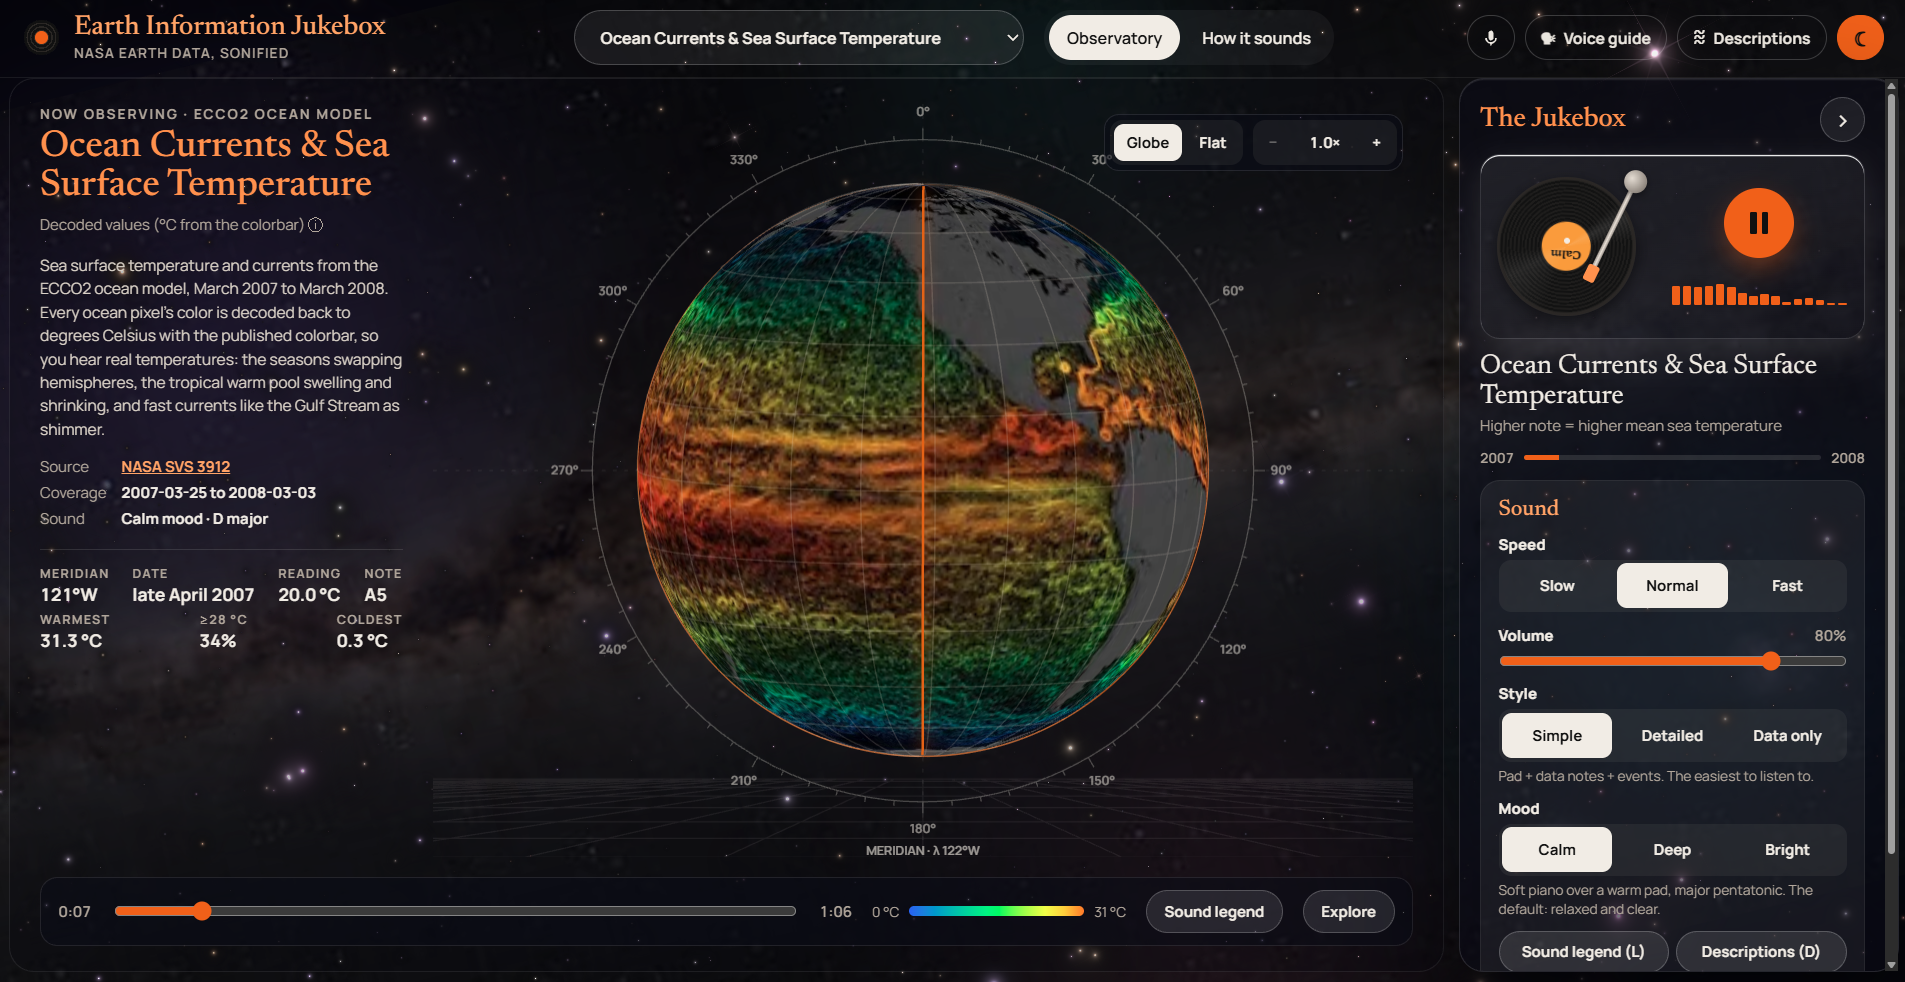 Earth Information Jukebox
NASA EARTH DATA, SONIFIED
Ocean Currents & Sea Surface Temperature
Observatory
How it sounds
Voice guide
Descriptions
NOW OBSERVING · ECCO2 OCEAN MODEL
Ocean Currents & Sea
Surface Temperature
Decoded values (°C from the colorbar)
Sea surface temperature and currents from the
ECCO2 ocean model, March 2007 to March 2008.
Every ocean pixel's color is decoded back to
degrees Celsius with the published colorbar, so
you hear real temperatures: the seasons swapping
hemispheres, the tropical warm pool swelling and
shrinking, and fast currents like the Gulf Stream as
shimmer.
Source NASA SVS 3912
Coverage 2007-03-25 to 2008-03-03
Sound Calm mood · D major
MERIDIAN DATE READING NOTE
121°W late April 2007 20.0 °C A5
WARMEST ≥28 °C COLDEST
31.3 °C 34% 0.3 °C
Globe Flat − 1.0× +
0°
30°
60°
90°
120°
150°
180°
210°
240°
270°
300°
330°
MERIDIAN · λ 122°W
0:07
1:06
0 °C
31 °C
Sound legend
Explore
The Jukebox
Calm
Ocean Currents & Sea Surface
Temperature
Higher note = higher mean sea temperature
2007 2008
Sound
Speed
Slow Normal Fast
Volume 80%
Style
Simple Detailed Data only
Pad + data notes + events. The easiest to listen to.
Mood
Calm Deep Bright
Soft piano over a warm pad, major pentatonic. The
default: relaxed and clear.
Sound legend (L) Descriptions (D)